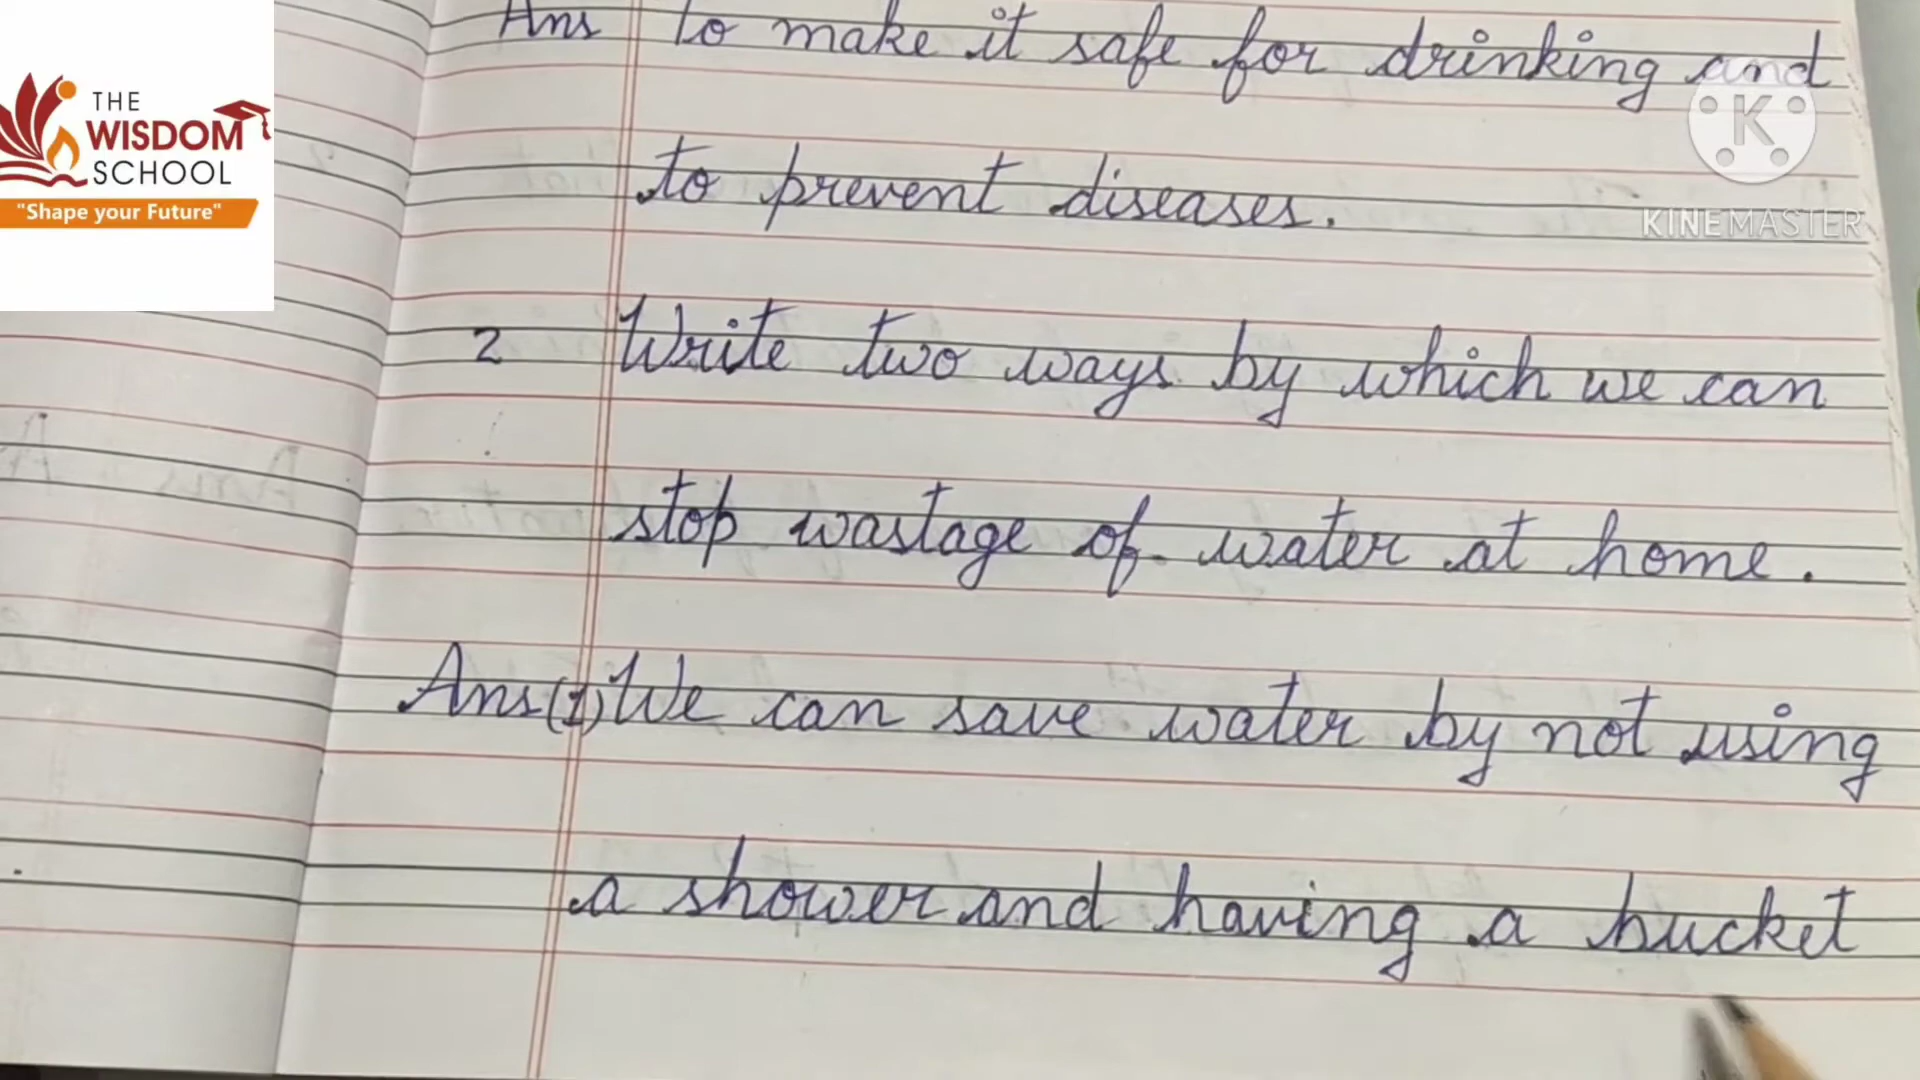 THE
WISDOM
SCHOOL
"Shape your Future"
K
KINEMASTER
Ans to make it safe for drinking and
to prevent diseases.
2 Write two ways by which we can
stop wastage of water at home.
Ans (1) We can save water by not using
a shower and having a bucket